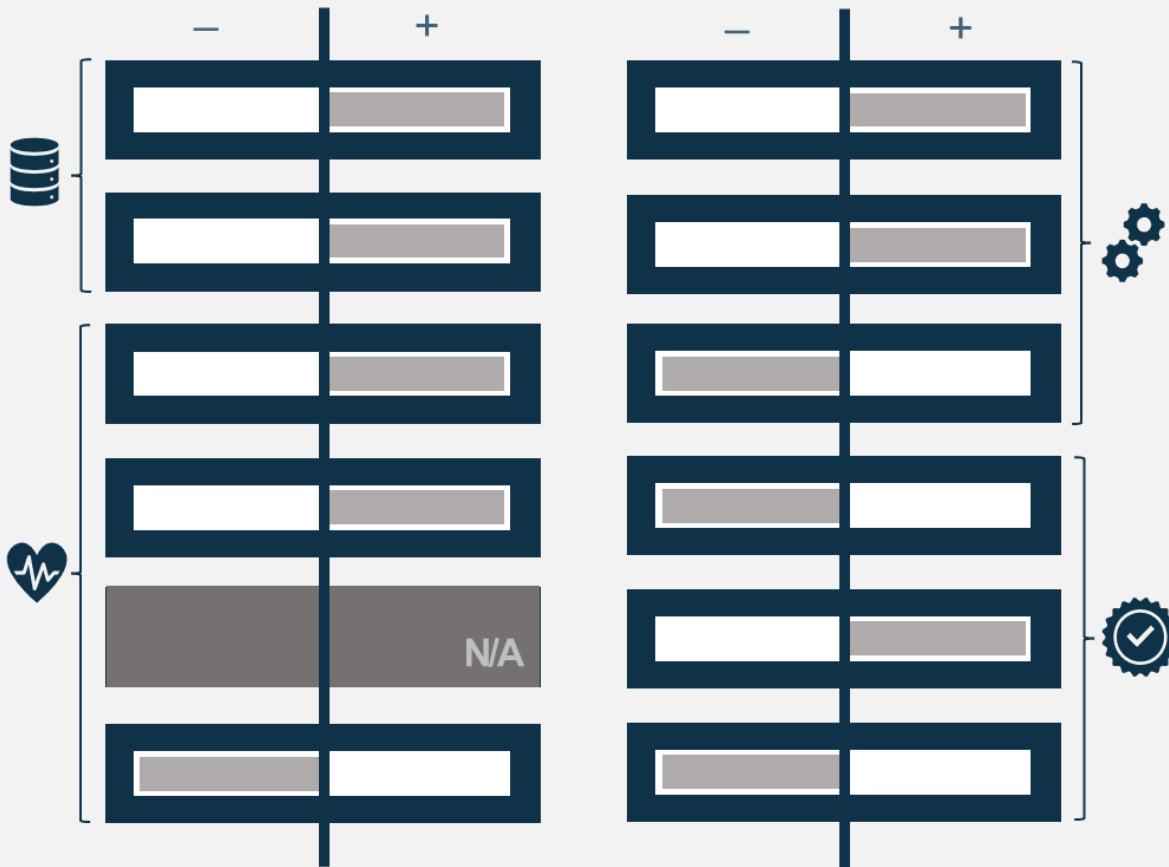 – +
– +
N/A